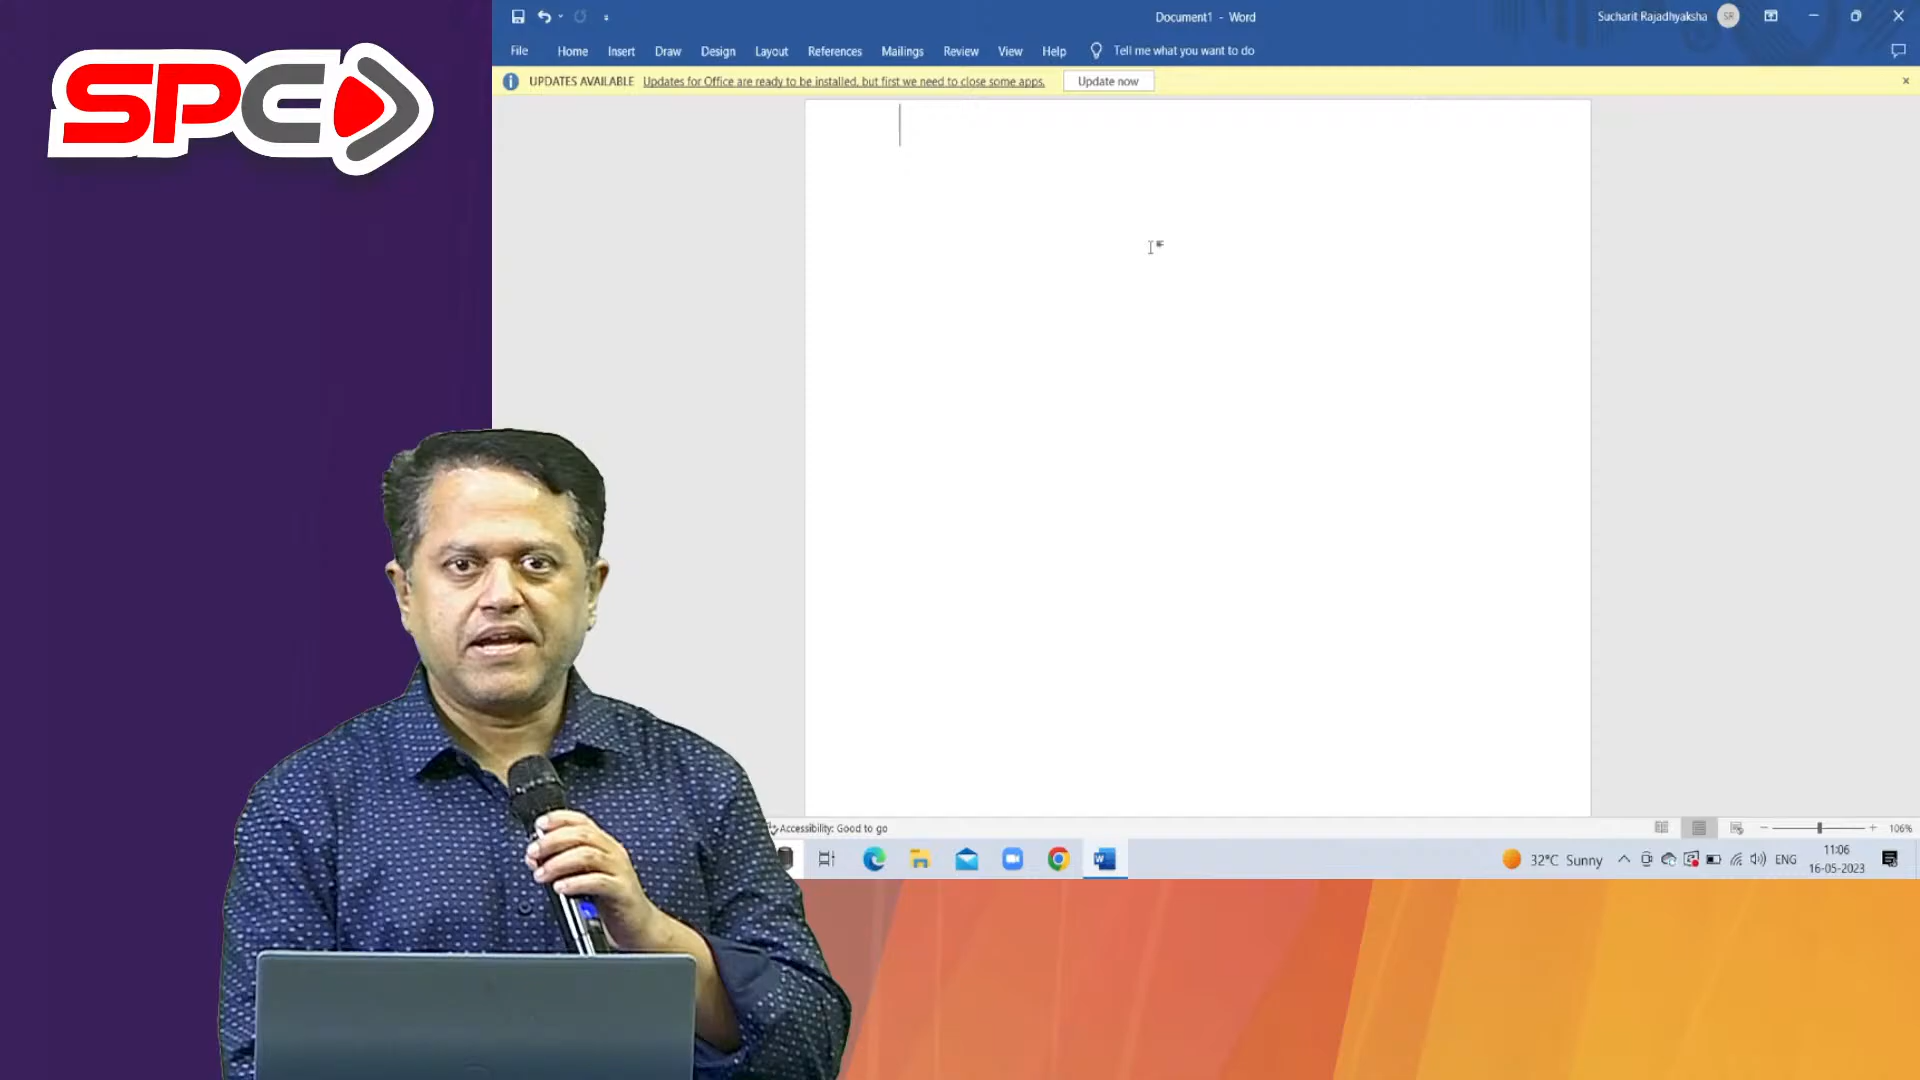 SPE
Document1 - Word
Sucharit Rajadhyaksha
SR
File Home Insert Draw Design Layout References Mailings Review View Help Tell me what you want to do
UPDATES AVAILABLE Updates for Office are ready to be installed, but first we need to close some apps. Update now
Accessibility: Good to go
106%
32°C Sunny
ENG
11:06
16-05-2023